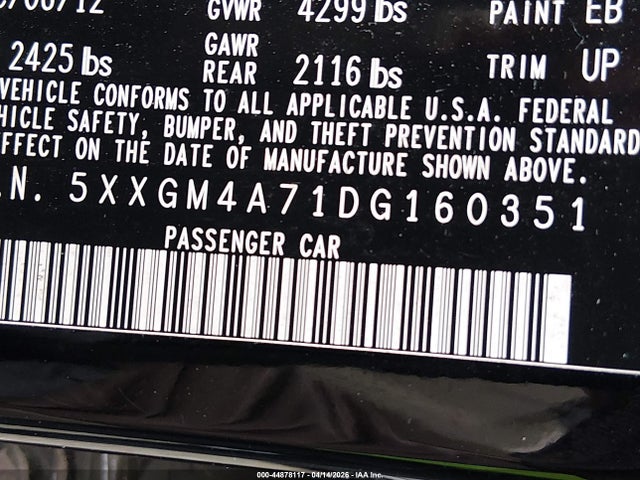 GVWR 4299 lbs PAINT EB
GAWR
2425 lbs REAR 2116 lbs TRIM UP
VEHICLE CONFORMS TO ALL APPLICABLE U.S.A. FEDERAL
SAFETY, BUMPER, AND THEFT PREVENTION STANDARD
EFFECT ON THE DATE OF MANUFACTURE SHOWN ABOVE.
.N. 5XXGM4A71DG160351
PASSENGER CAR
000-44878117 - 04/14/2026 - IAA Inc.